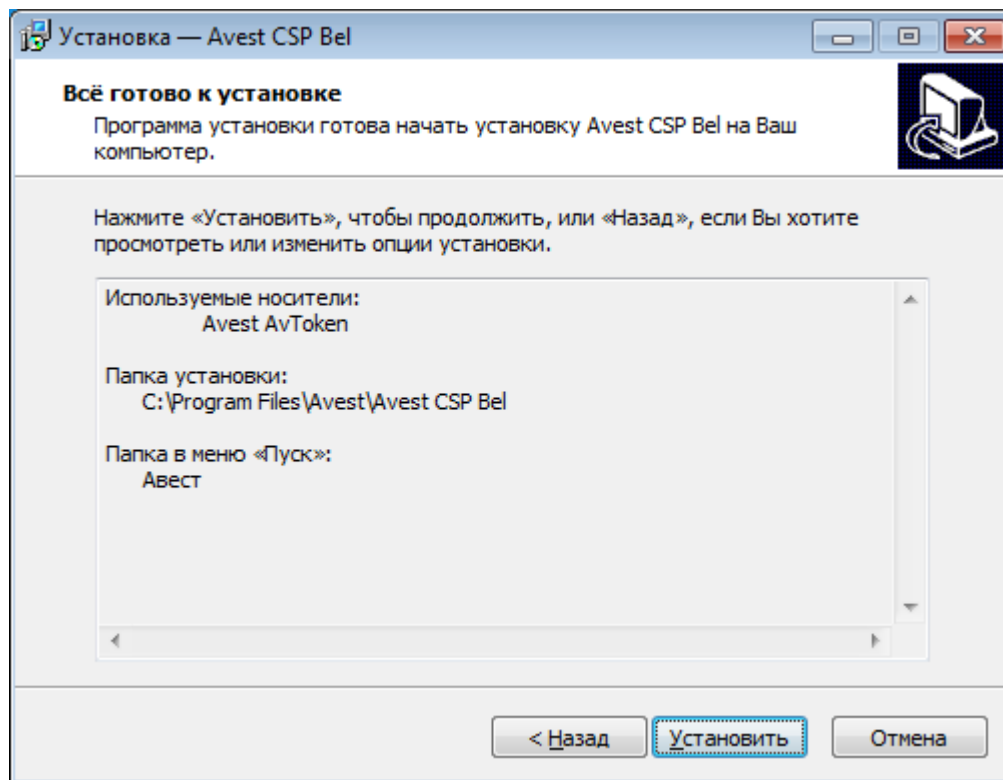 Установка — Avest CSP Bel
Всё готово к установке
Программа установки готова начать установку Avest CSP Bel на Ваш
компьютер.
Нажмите «Установить», чтобы продолжить, или «Назад», если Вы хотите
просмотреть или изменить опции установки.
Используемые носители:
Avest AvToken
Папка установки:
C:\Program Files\Avest\Avest CSP Bel
Папка в меню «Пуск»:
Авест
< Назад
Установить
Отмена